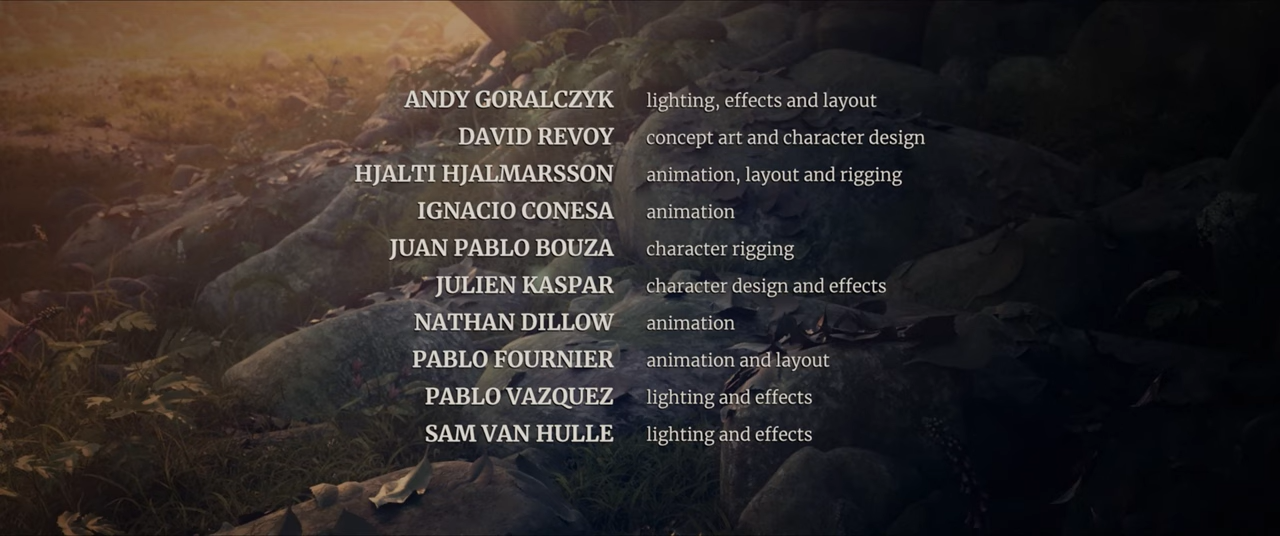 ANDY GORALCZYK lighting, effects and layout
DAVID REVOY concept art and character design
HJALTI HJALMARSSON animation, layout and rigging
IGNACIO CONESA animation
JUAN PABLO BOUZA character rigging
JULIEN KASPAR character design and effects
NATHAN DILLOW animation
PABLO FOURNIER animation and layout
PABLO VAZQUEZ lighting and effects
SAM VAN HULLE lighting and effects